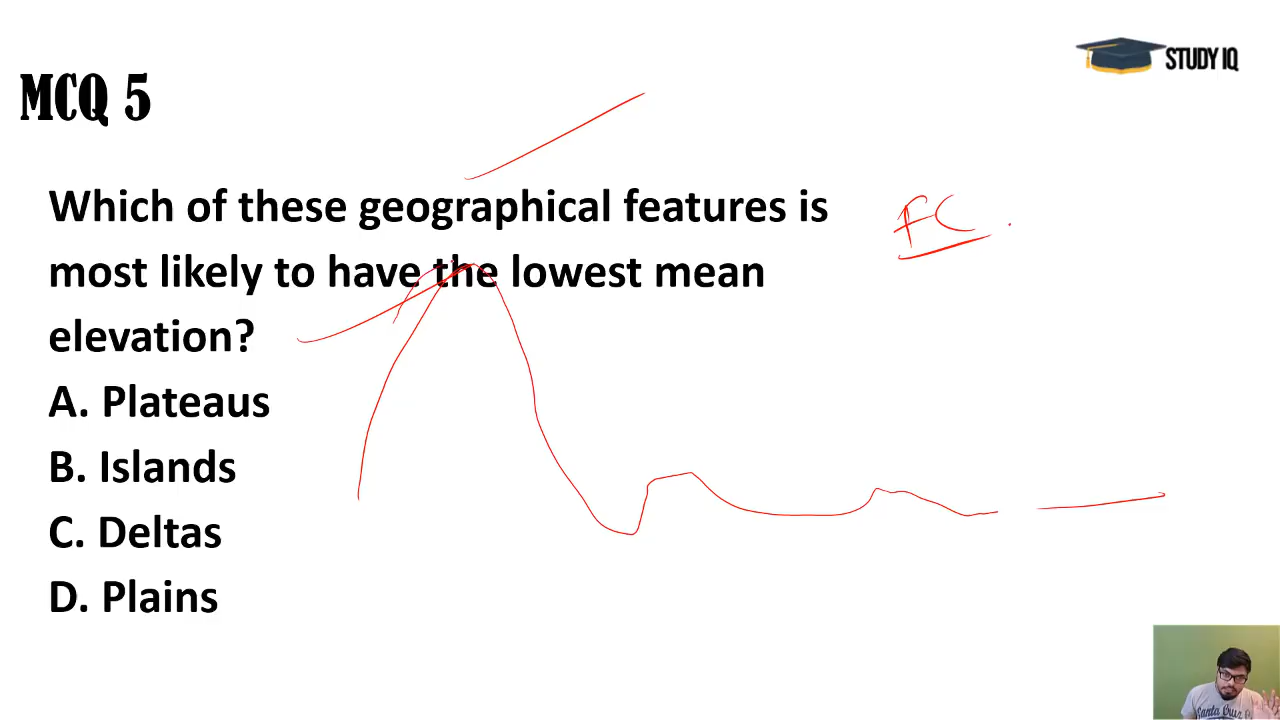 STUDY IQ
MCQ 5
Which of these geographical features is
FC
most likely to have the lowest mean
elevation?
A. Plateaus
B. Islands
C. Deltas
D. Plains